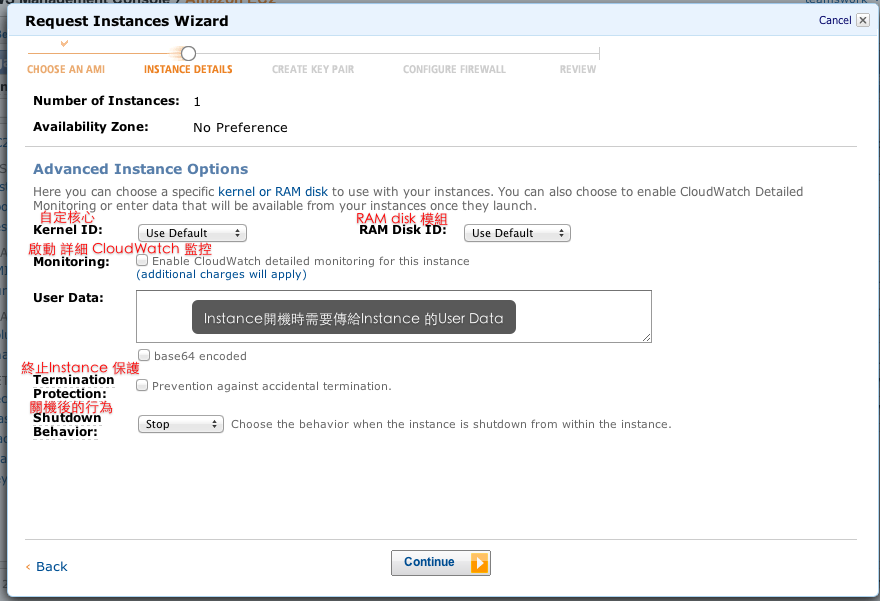 Management Console
Amazon EC2
Request Instances Wizard
Cancel
CHOOSE AN AMI
INSTANCE DETAILS
CREATE KEY PAIR
CONFIGURE FIREWALL
REVIEW
Number of Instances: 1
Availability Zone: No Preference
Advanced Instance Options
Here you can choose a specific kernel or RAM disk to use with your instances. You can also choose to enable CloudWatch Detailed
Monitoring or enter data that will be available from your instances once they launch.
自定核心
RAM disk 模組
Kernel ID: Use Default
RAM Disk ID: Use Default
啟動 詳細 CloudWatch 監控
Monitoring: Enable CloudWatch detailed monitoring for this instance
(additional charges will apply)
User Data:
Instance開機時需要傳給Instance 的User Data
base64 encoded
終止Instance 保護
Termination
Protection:
Prevention against accidental termination.
關機後的行為
Shutdown
Behavior:
Stop
Choose the behavior when the instance is shutdown from within the instance.
‹ Back
Continue